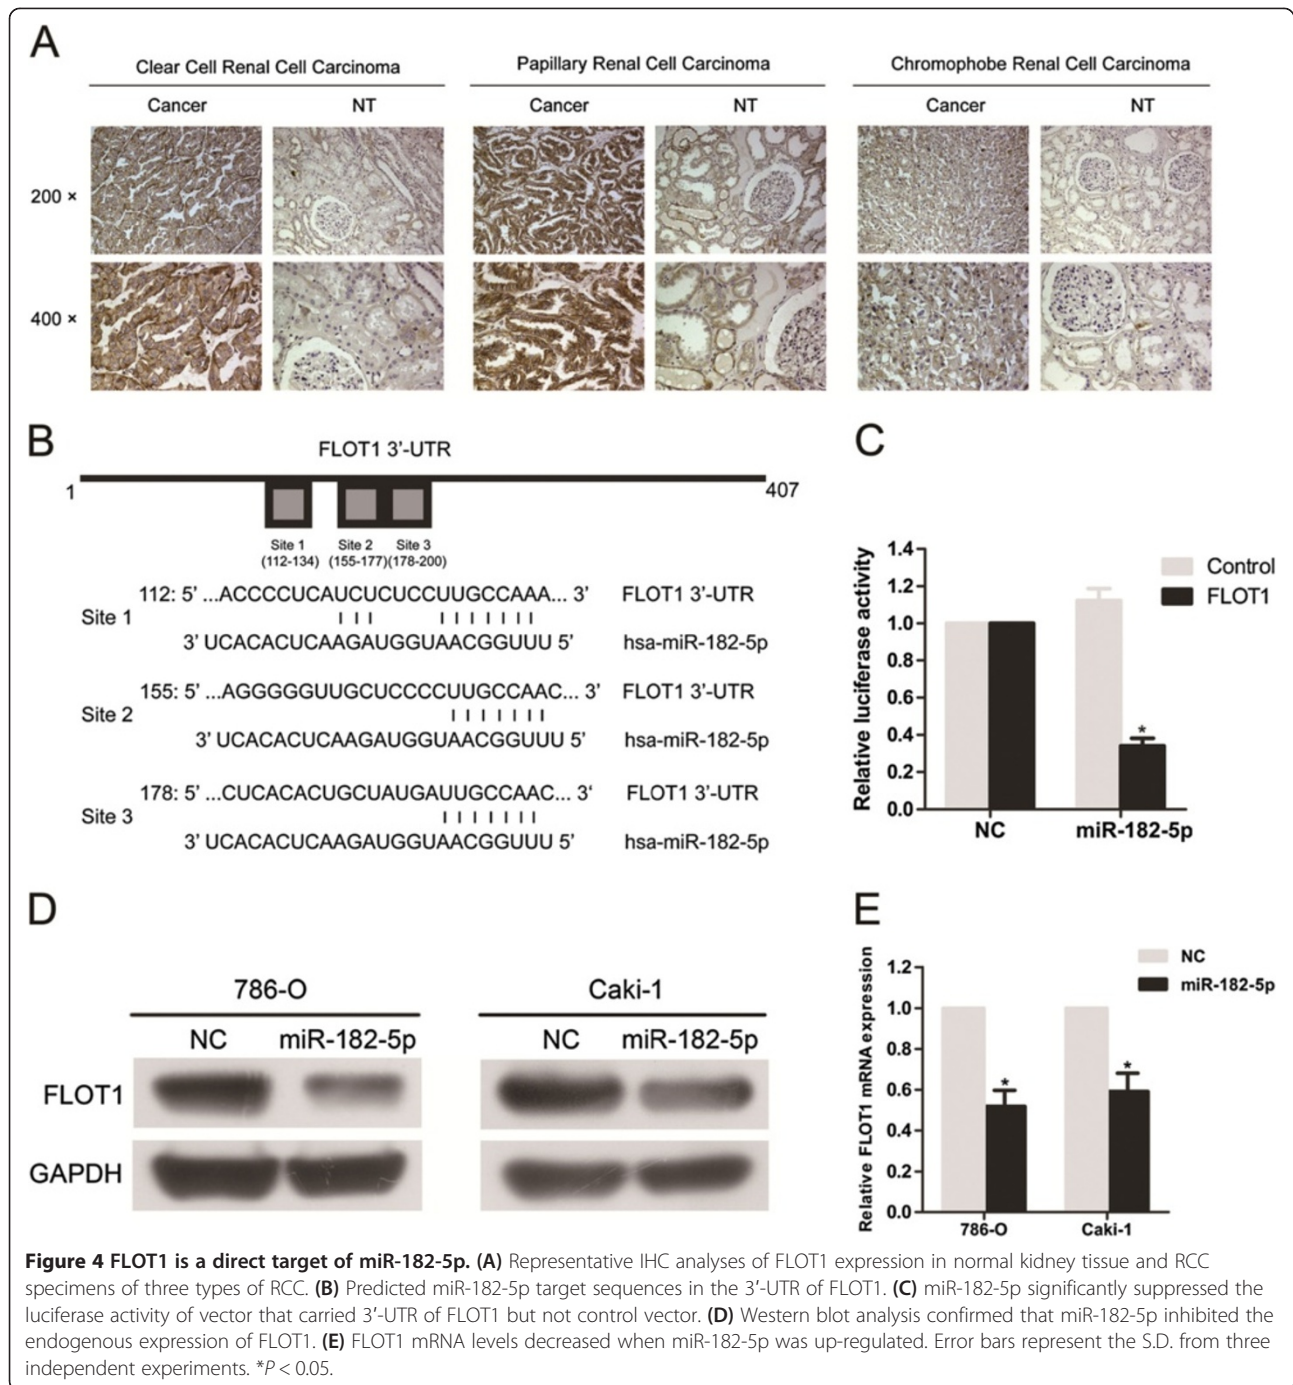 A
Clear Cell Renal Cell Carcinoma
Papillary Renal Cell Carcinoma
Chromophobe Renal Cell Carcinoma
Cancer NT Cancer NT Cancer NT
200 ×
400 ×
B
FLOT1 3’-UTR
1
407
Site 1 Site 2 Site 3
(112-134) (155-177)(178-200)
112: 5’ ...ACCCCUCAUCUCUCCUUGCCAAA... 3’ FLOT1 3’-UTR
Site 1
3’ UCACACUCAAGAUGGUAACGGUUU 5’ hsa-miR-182-5p
155: 5’ ...AGGGGGUUGCUCCCCUUGCCAAC... 3’ FLOT1 3’-UTR
Site 2
3’ UCACACUCAAGAUGGUAACGGUUU 5’ hsa-miR-182-5p
178: 5’ ...CUCACACUGCUAUGAUUGCCAAC... 3‘ FLOT1 3’-UTR
Site 3
3’ UCACACUCAAGAUGGUAACGGUUU 5’ hsa-miR-182-5p
C
Relative luciferase activity
1.4
1.2
1.0
0.8
0.6
0.4
0.2
0.0
Control
FLOT1
*
NC miR-182-5p
D
786-O Caki-1
NC miR-182-5p NC miR-182-5p
FLOT1
GAPDH
E
Relative FLOT1 mRNA expression
1.2
1.0
0.8
0.6
0.4
0.2
0.0
NC
miR-182-5p
* *
786-O Caki-1
Figure 4 FLOT1 is a direct target of miR-182-5p. (A) Representative IHC analyses of FLOT1 expression in normal kidney tissue and RCC
specimens of three types of RCC. (B) Predicted miR-182-5p target sequences in the 3′-UTR of FLOT1. (C) miR-182-5p significantly suppressed the
luciferase activity of vector that carried 3′-UTR of FLOT1 but not control vector. (D) Western blot analysis confirmed that miR-182-5p inhibited the
endogenous expression of FLOT1. (E) FLOT1 mRNA levels decreased when miR-182-5p was up-regulated. Error bars represent the S.D. from three
independent experiments. *P < 0.05.